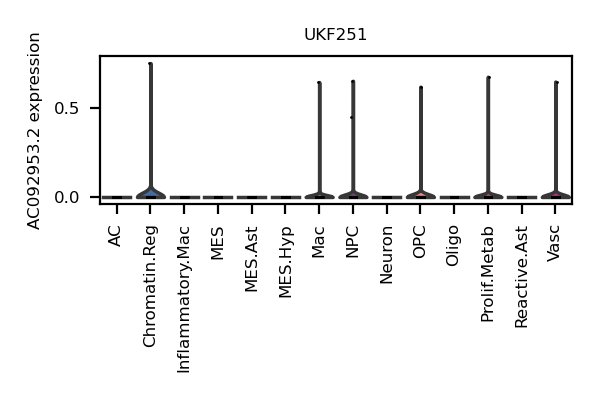 UKF251
AC092953.2 expression
0.5
0.0
AC
Chromatin.Reg
Inflammatory.Mac
MES
MES.Ast
MES.Hyp
Mac
NPC
Neuron
OPC
Oligo
Prolif.Metab
Reactive.Ast
Vasc